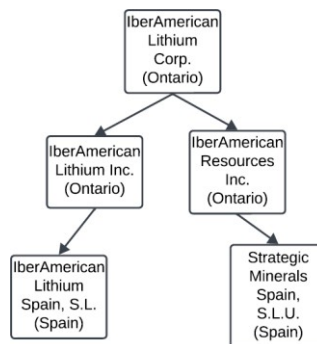 IberAmerican
Lithium
Corp.
(Ontario)
IberAmerican
Lithium Inc.
(Ontario)
IberAmerican
Resources
Inc.
(Ontario)
IberAmerican
Lithium
Spain, S.L.
(Spain)
Strategic
Minerals
Spain,
S.L.U.
(Spain)